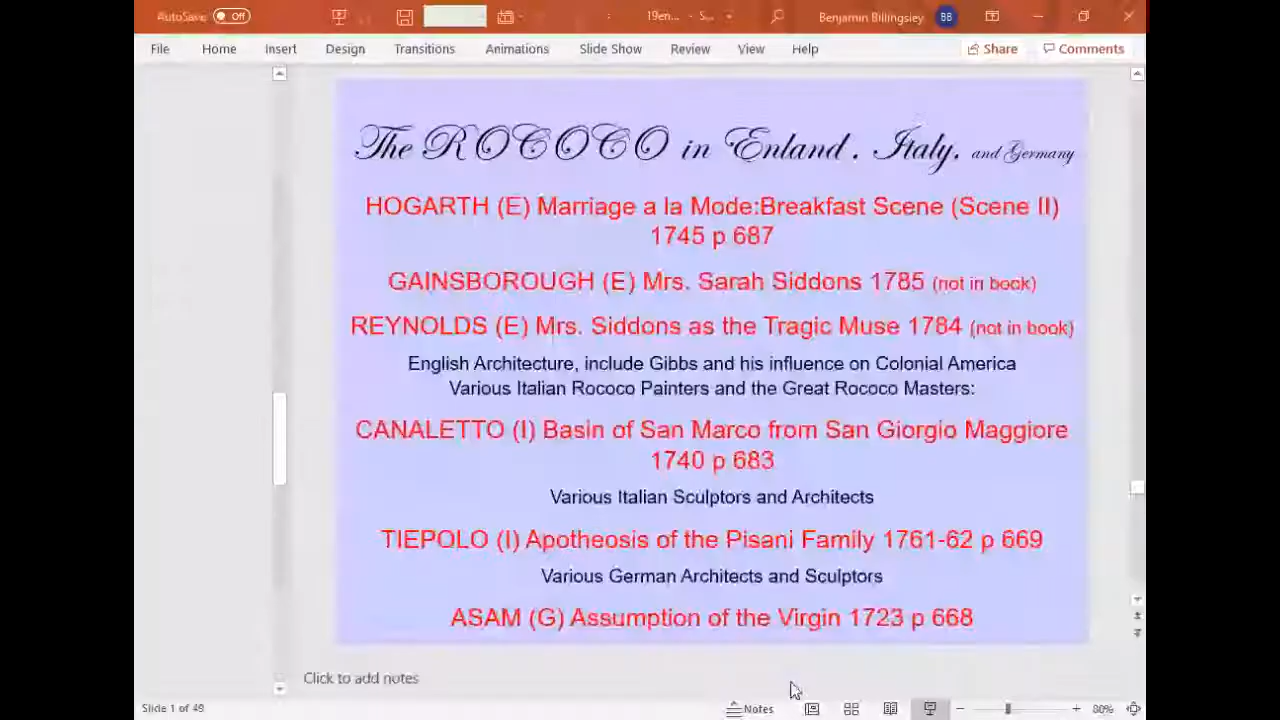 AutoSave Off 19en... - S... Benjamin Billingsley BB
File Home Insert Design Transitions Animations Slide Show Review View Help Share Comments
The ROCOCO in Enland . Italy, and Germany
HOGARTH (E) Marriage a la Mode:Breakfast Scene (Scene II)
1745 p 687
GAINSBOROUGH (E) Mrs. Sarah Siddons 1785 (not in book)
REYNOLDS (E) Mrs. Siddons as the Tragic Muse 1784 (not in book)
English Architecture, include Gibbs and his influence on Colonial America
Various Italian Rococo Painters and the Great Rococo Masters:
CANALETTO (I) Basin of San Marco from San Giorgio Maggiore
1740 p 683
Various Italian Sculptors and Architects
TIEPOLO (I) Apotheosis of the Pisani Family 1761-62 p 669
Various German Architects and Sculptors
ASAM (G) Assumption of the Virgin 1723 p 668
Click to add notes
Slide 1 of 49 Notes 80%